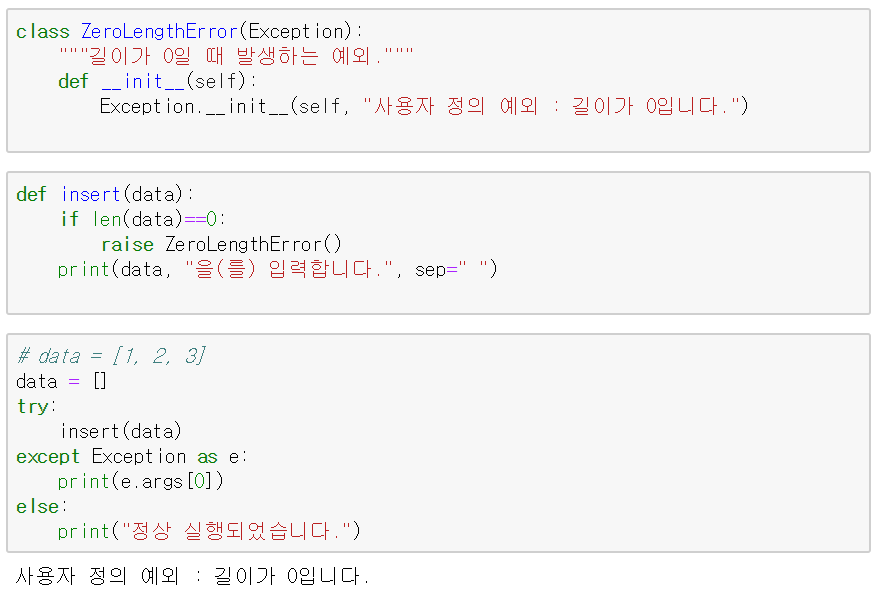 class ZeroLengthError(Exception):
    """길이가 0일 때 발생하는 예외."""
    def __init__(self):
        Exception.__init__(self, "사용자 정의 예외 : 길이가 0입니다.")
def insert(data):
    if len(data)==0:
        raise ZeroLengthError()
    print(data, "을(를) 입력합니다.", sep=" ")
# data = [1, 2, 3]
data = []
try:
    insert(data)
except Exception as e:
    print(e.args[0])
else:
    print("정상 실행되었습니다.")
사용자 정의 예외 : 길이가 0입니다.